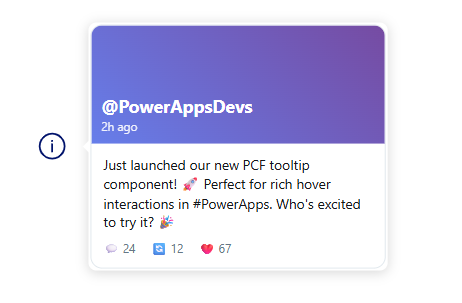 @PowerAppsDevs
2h ago
Just launched our new PCF tooltip
component! 🚀 Perfect for rich hover
interactions in #PowerApps. Who's excited
to try it? 🎉
💬 24 🔁 12 ❤️ 67